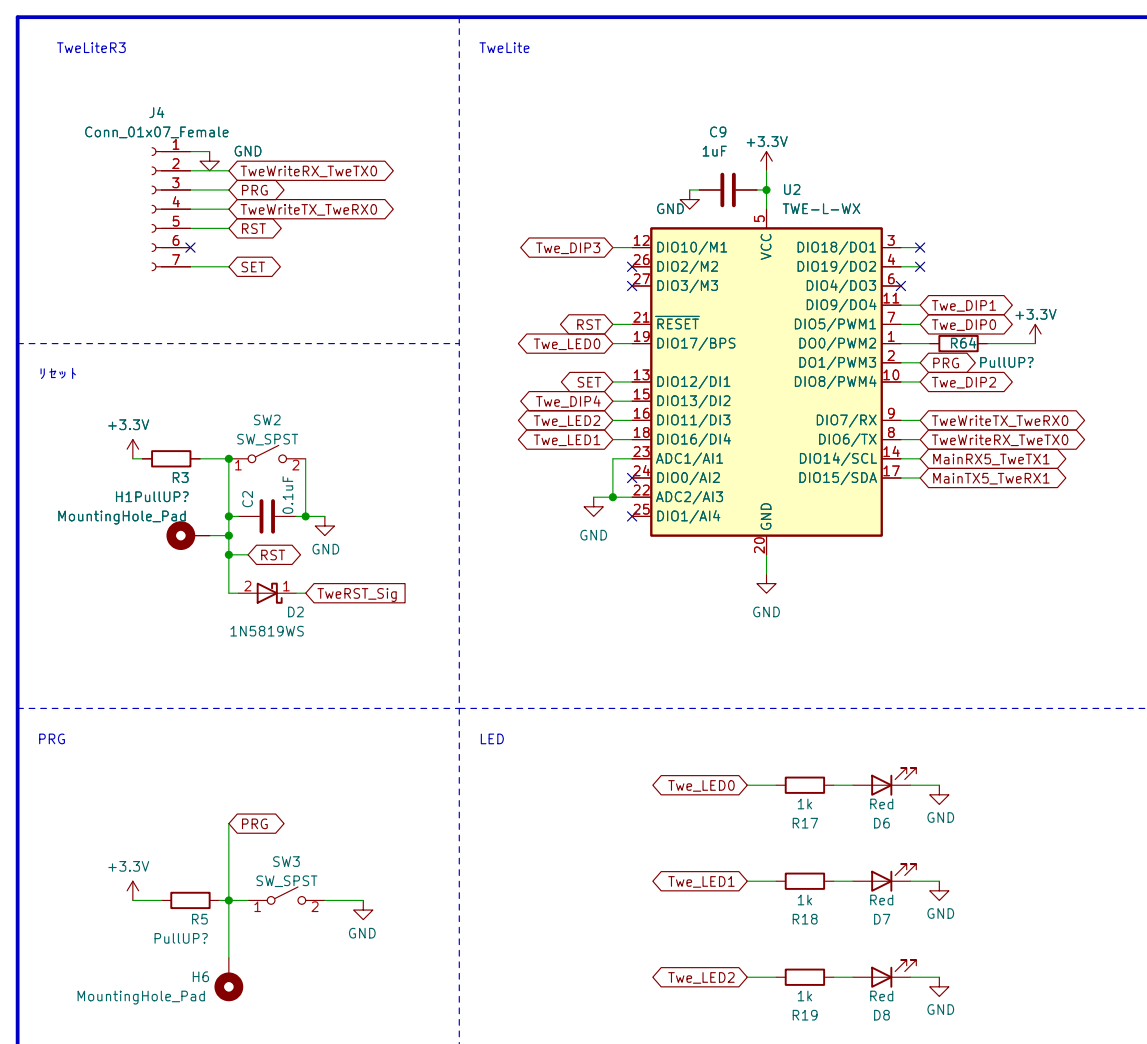 TweLiteR3
J4
Conn_01x07_Female
1
GND
2
TweWriteRX_TweTX0
3
PRG
4
TweWriteTX_TweRX0
5
RST
6
7
SET
TweLite
C9
1uF
+3.3V
GND
5
U2
TWE-L-WX
VCC
Twe_DIP3
12
DIO10/M1
26
DIO2/M2
27
DIO3/M3
RST
21
RESET
Twe_LED0
19
DIO17/BPS
SET
13
DIO12/DI1
Twe_DIP4
15
DIO13/DI2
Twe_LED2
16
DIO11/DI3
Twe_LED1
18
DIO16/DI4
23
ADC1/AI1
24
DIO0/AI2
22
ADC2/AI3
25
DIO1/AI4
GND
DIO18/DO1
3
DIO19/DO2
4
DIO4/DO3
6
DIO9/DO4
11
Twe_DIP1
DIO5/PWM1
7
Twe_DIP0
+3.3V
DO0/PWM2
1
R64
DO1/PWM3
2
PRG
PullUP?
DIO8/PWM4
10
Twe_DIP2
DIO7/RX
9
TweWriteTX_TweRX0
DIO6/TX
8
TweWriteRX_TweTX0
DIO14/SCL
14
MainRX5_TweTX1
DIO15/SDA
17
MainTX5_TweRX1
GND
20
GND
リセット
+3.3V
SW2
SW_SPST
1
2
R3
H1PullUP?
MountingHole_Pad
C2
0.1uF
GND
RST
2
1
TweRST_Sig
D2
1N5819WS
PRG
PRG
+3.3V
SW3
SW_SPST
1
2
R5
PullUP?
GND
H6
MountingHole_Pad
LED
Twe_LED0
1k
R17
Red
D6
GND
Twe_LED1
1k
R18
Red
D7
GND
Twe_LED2
1k
R19
Red
D8
GND